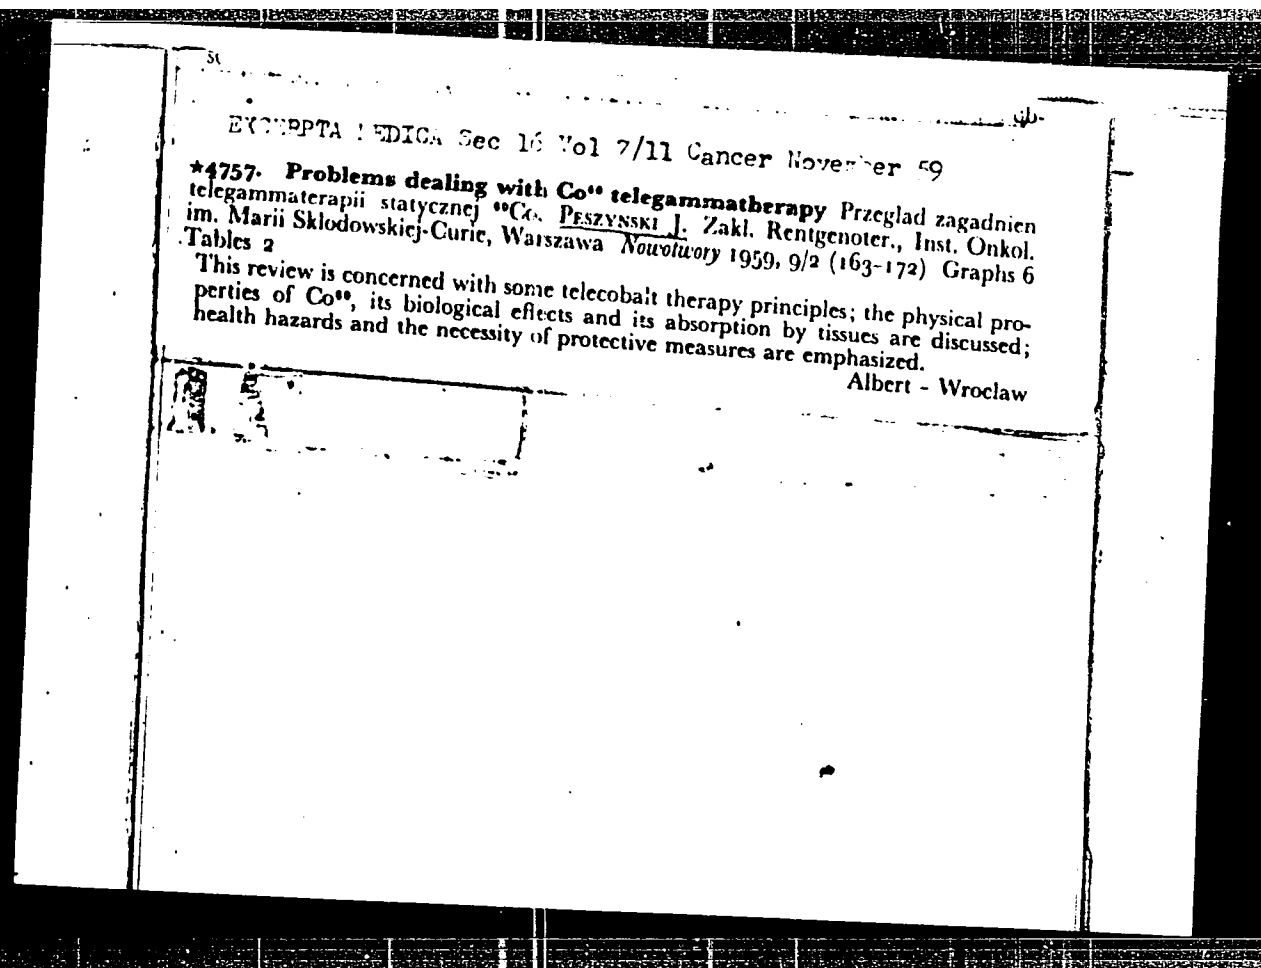 EXCERPTA MEDICA Sec 16 Vol 7/11 Cancer November 59
★4757. Problems dealing with Co⁶⁰ telegammatherapy Przeglad zagadnien
telegammaterapii statycznej ⁶⁰Co. PESZYNSKI J. Zakl. Rentgenoter., Inst. Onkol.
im. Marii Sklodowskiej-Curie, Warszawa Nowotwory 1959, 9/2 (163-172) Graphs 6
Tables 2
This review is concerned with some telecobalt therapy principles; the physical pro-
perties of Co⁶⁰, its biological effects and its absorption by tissues are discussed;
health hazards and the necessity of protective measures are emphasized.
Albert - Wroclaw